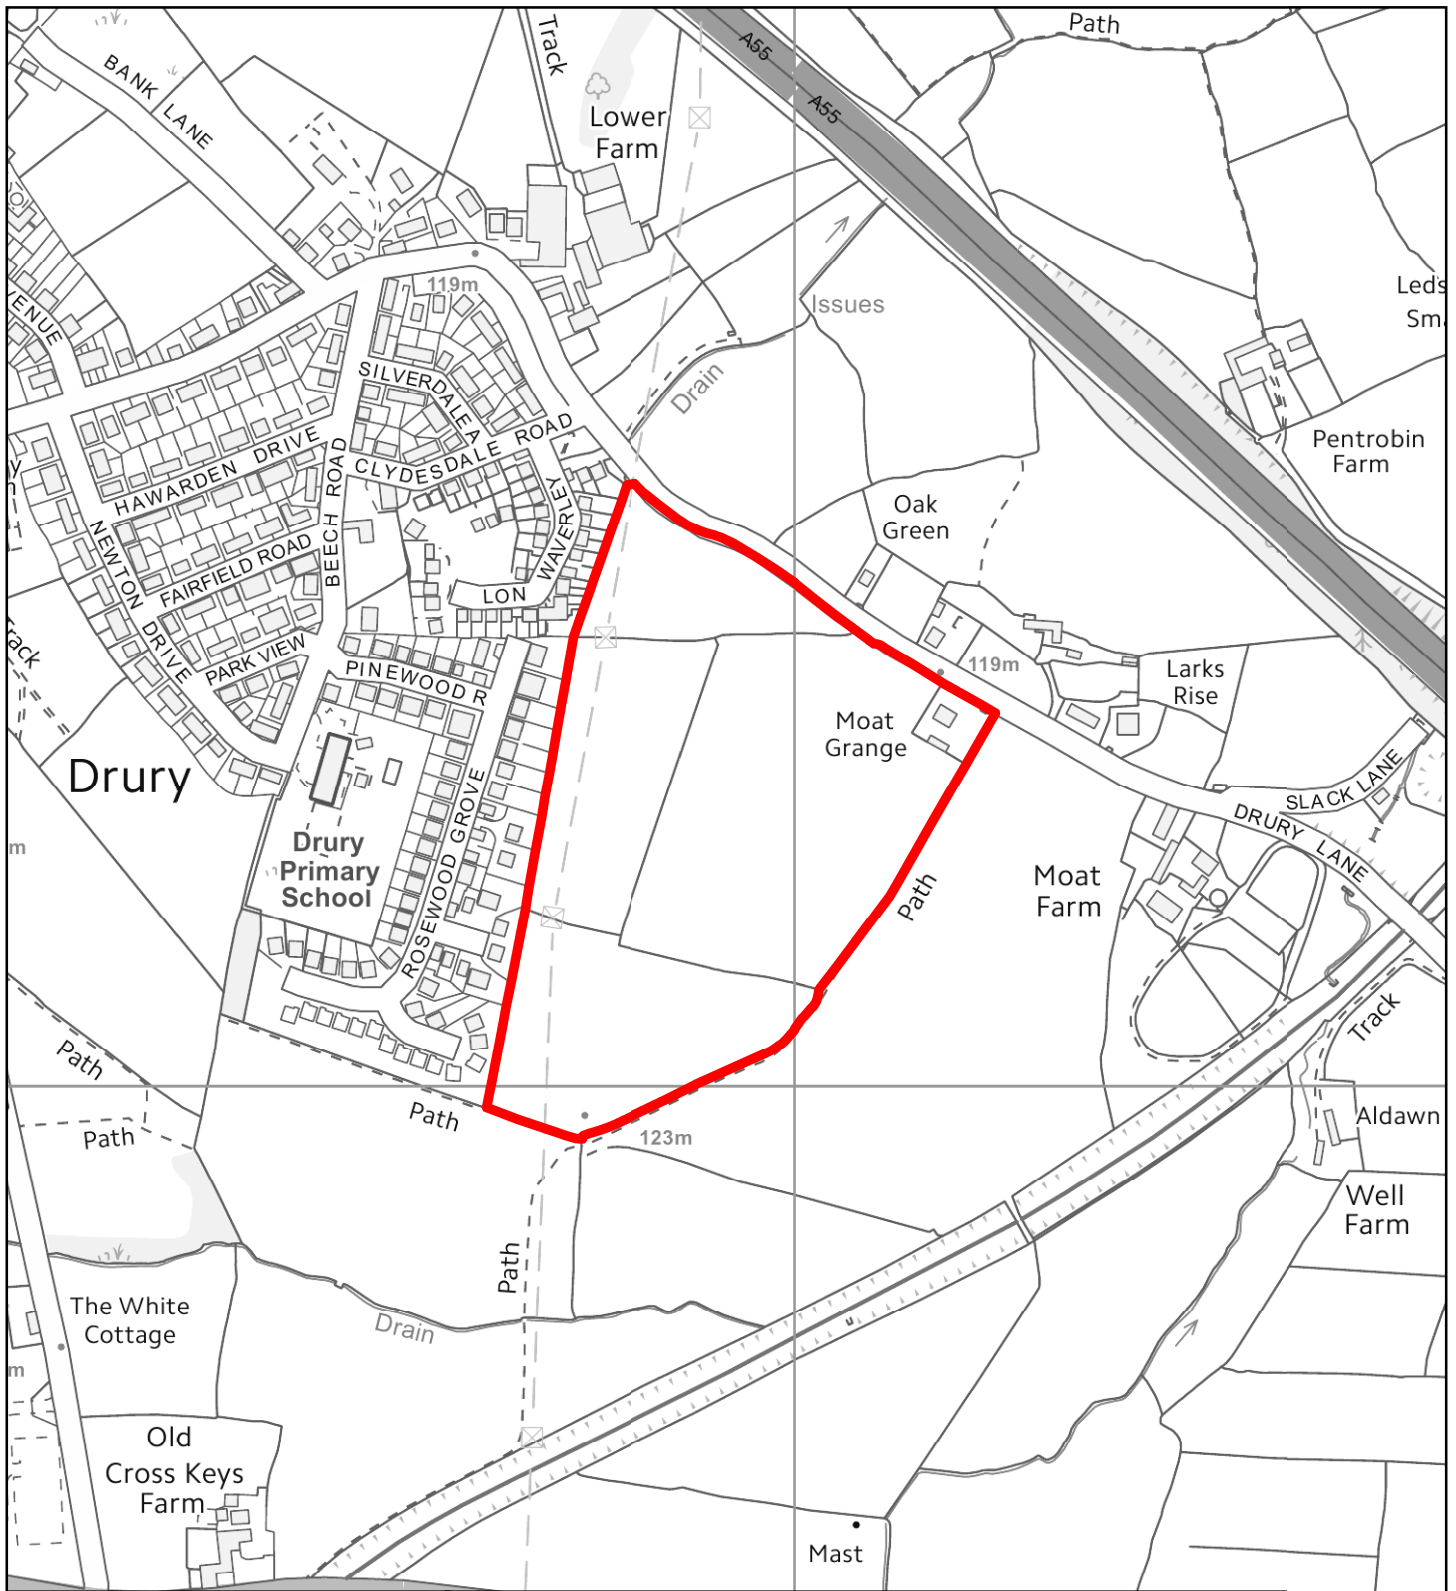 Path
A55
A55
BANK LANE
Track
Lower
Farm
119m
Issues
Drain
VENUE
SILVERDALE A
CLYDESDALE ROAD
HAWARDEN DRIVE
BEECH ROAD
FAIRFIELD ROAD
NEWTON DRIVE
PARK VIEW
WAVERLEY
LON
PINEWOOD R
Oak
Green
Pentrobin
Farm
119m
Larks
Rise
Moat
Grange
SLACK LANE
DRURY LANE
Drury
Drury
Primary
School
ROSEWOOD GROVE
Path
Moat
Farm
Track
m
Path
Path
Path
123m
Aldawn
Well
Farm
Path
The White
Cottage
Drain
m
Old
Cross Keys
Farm
Mast